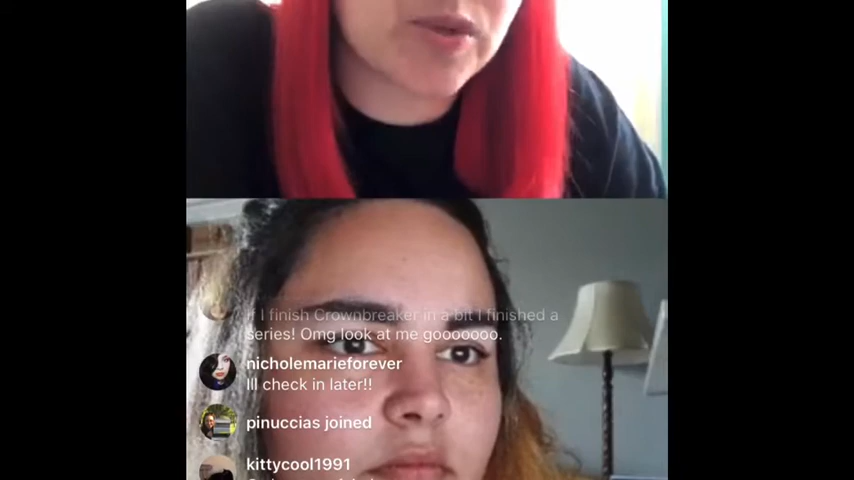 If I finish Crownbreaker in a bit I finished a
series! Omg look at me gooooooo.
nicholemarieforever
Ill check in later!!
pinuccias joined
kittycool1991